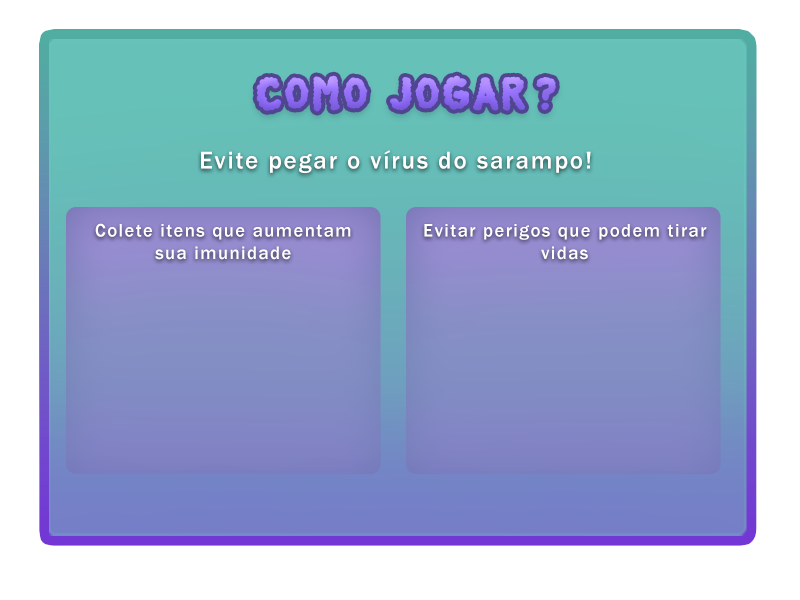 COMO JOGAR?
Evite pegar o vírus do sarampo!
Colete itens que aumentam
sua imunidade
Evitar perigos que podem tirar
vidas